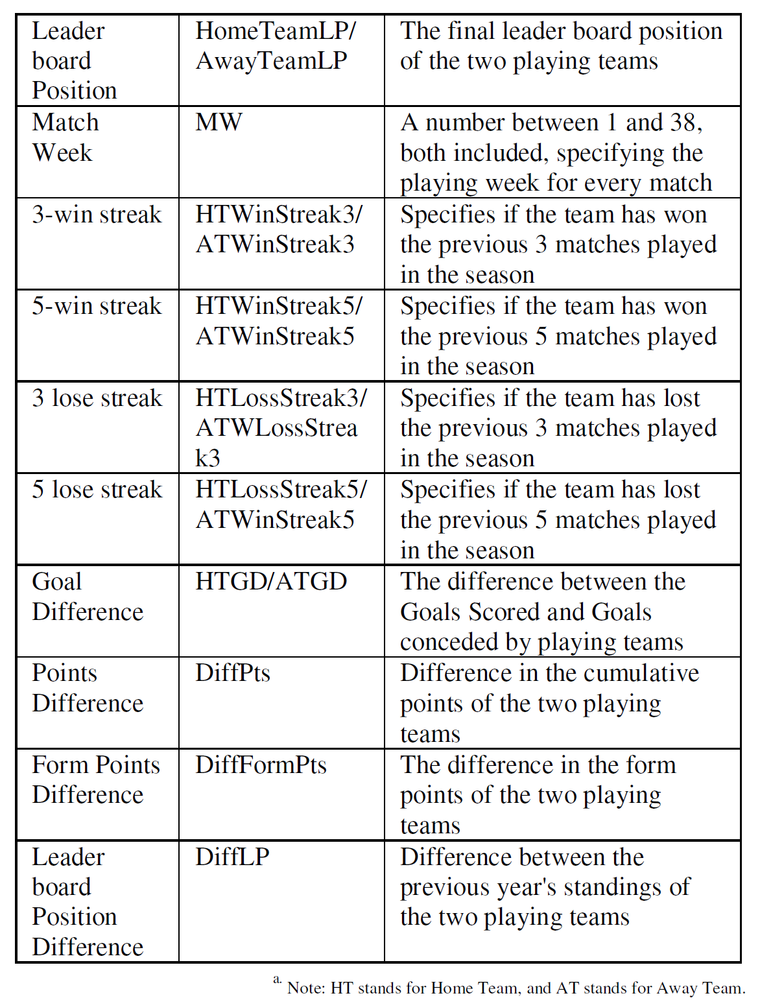 Leader
board
Position
HomeTeamLP/
AwayTeamLP
The final leader board position
of the two playing teams
Match
Week
MW
A number between 1 and 38,
both included, specifying the
playing week for every match
3-win streak
HTWinStreak3/
ATWinStreak3
Specifies if the team has won
the previous 3 matches played
in the season
5-win streak
HTWinStreak5/
ATWinStreak5
Specifies if the team has won
the previous 5 matches played
in the season
3 lose streak
HTLossStreak3/
ATWLossStrea
k3
Specifies if the team has lost
the previous 3 matches played
in the season
5 lose streak
HTLossStreak5/
ATWinStreak5
Specifies if the team has lost
the previous 5 matches played
in the season
Goal
Difference
HTGD/ATGD
The difference between the
Goals Scored and Goals
conceded by playing teams
Points
Difference
DiffPts
Difference in the cumulative
points of the two playing
teams
Form Points
Difference
DiffFormPts
The difference in the form
points of the two playing
teams
Leader
board
Position
Difference
DiffLP
Difference between the
previous year's standings of
the two playing teams
a. Note: HT stands for Home Team, and AT stands for Away Team.